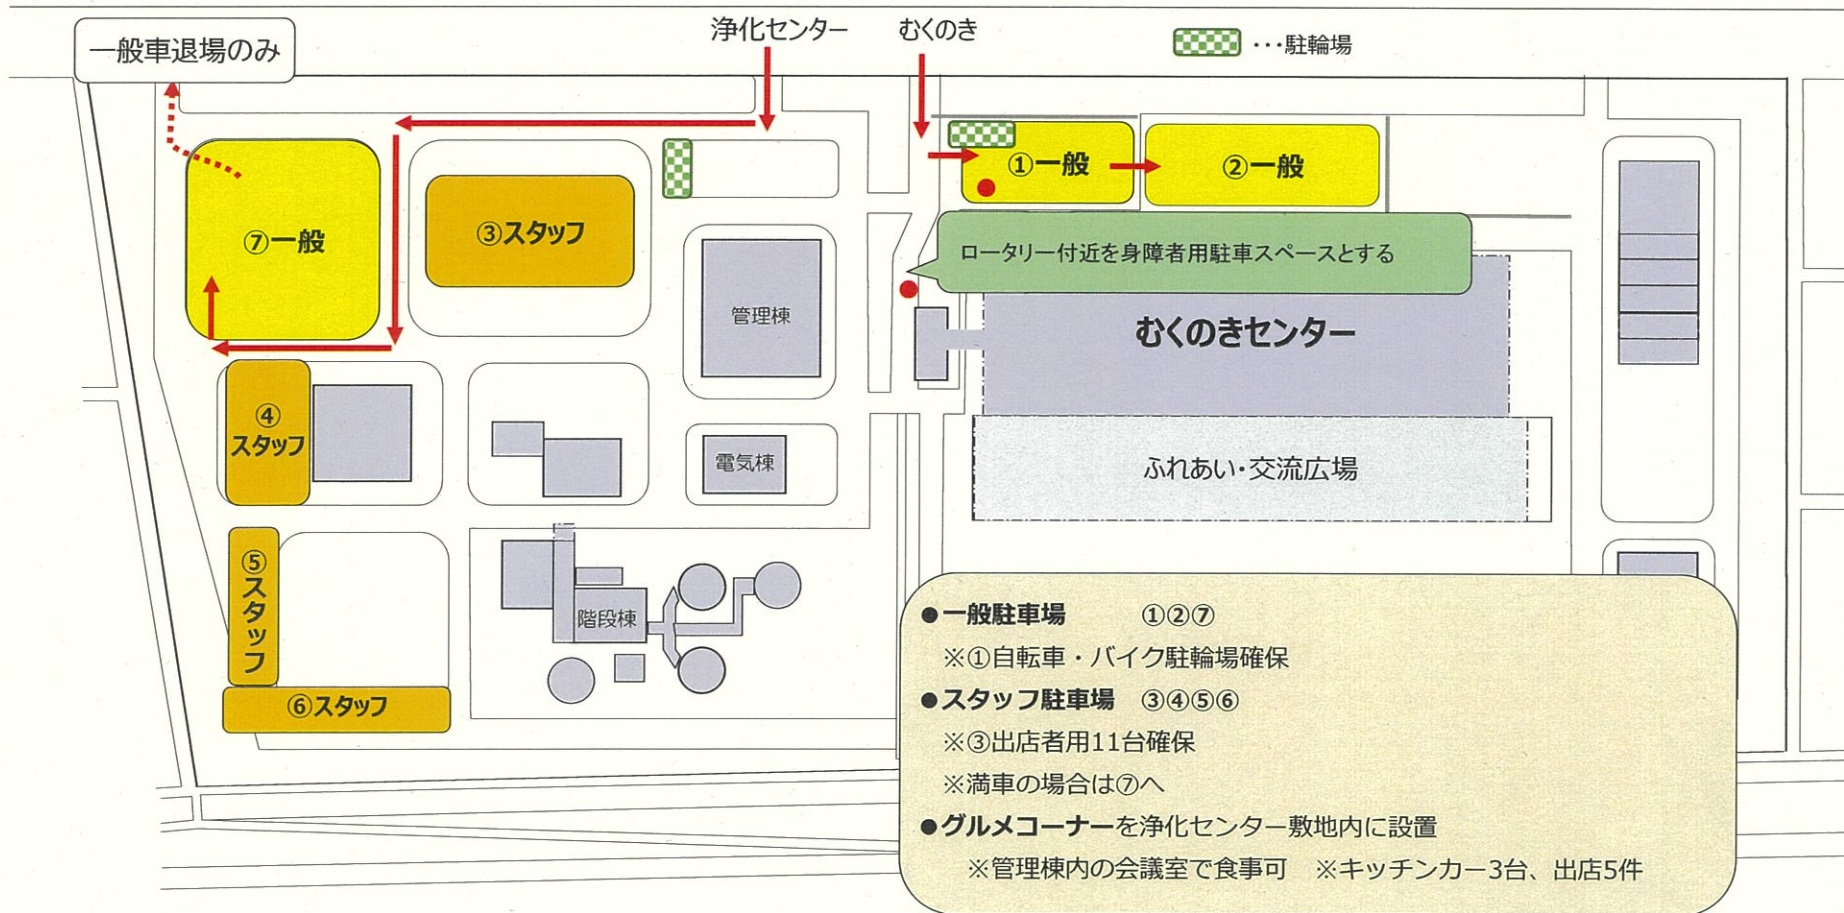 一般車退場のみ
浄化センター
むくのき
…駐輪場
①一般
②一般
③スタッフ
⑦一般
ロータリー付近を身障者用駐車スペースとする
管理棟
むくのきセンター
④
スタッフ
電気棟
ふれあい・交流広場
⑤スタッフ
階段棟
⑥スタッフ
●一般駐車場 ①②⑦
※①自転車・バイク駐輪場確保
●スタッフ駐車場 ③④⑤⑥
※③出店者用11台確保
※満車の場合は⑦へ
●グルメコーナーを浄化センター敷地内に設置
※管理棟内の会議室で食事可 ※キッチンカー3台、出店5件